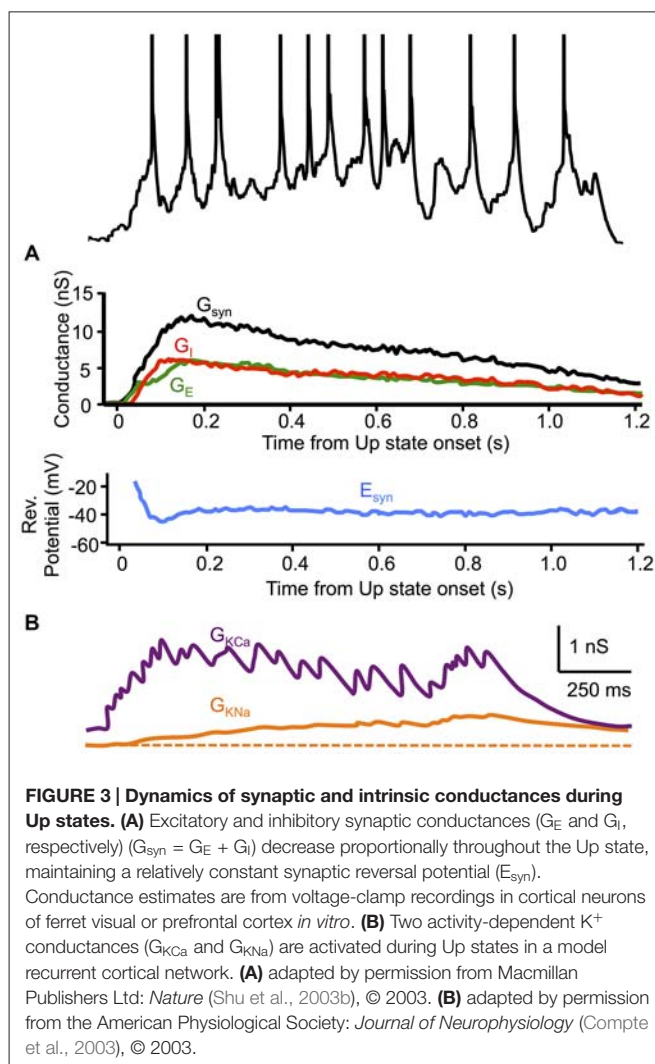 A
Conductance (nS)
15
10
5
0
G_syn
G_I
G_E
0 0.2 0.4 0.6 0.8 1.0 1.2
Time from Up state onset (s)
Rev.
Potential (mV)
-20
-40
-60
E_syn
0 0.2 0.4 0.6 0.8 1.0 1.2
Time from Up state onset (s)
B
G_KCa
1 nS
250 ms
G_KNa
FIGURE 3 | Dynamics of synaptic and intrinsic conductances during
Up states. (A) Excitatory and inhibitory synaptic conductances (G_E and G_I,
respectively) (G_syn = G_E + G_I) decrease proportionally throughout the Up state,
maintaining a relatively constant synaptic reversal potential (E_syn).
Conductance estimates are from voltage-clamp recordings in cortical neurons
of ferret visual or prefrontal cortex in vitro. (B) Two activity-dependent K⁺
conductances (G_KCa and G_KNa) are activated during Up states in a model
recurrent cortical network. (A) adapted by permission from Macmillan
Publishers Ltd: Nature (Shu et al., 2003b), © 2003. (B) adapted by permission
from the American Physiological Society: Journal of Neurophysiology (Compte
et al., 2003), © 2003.